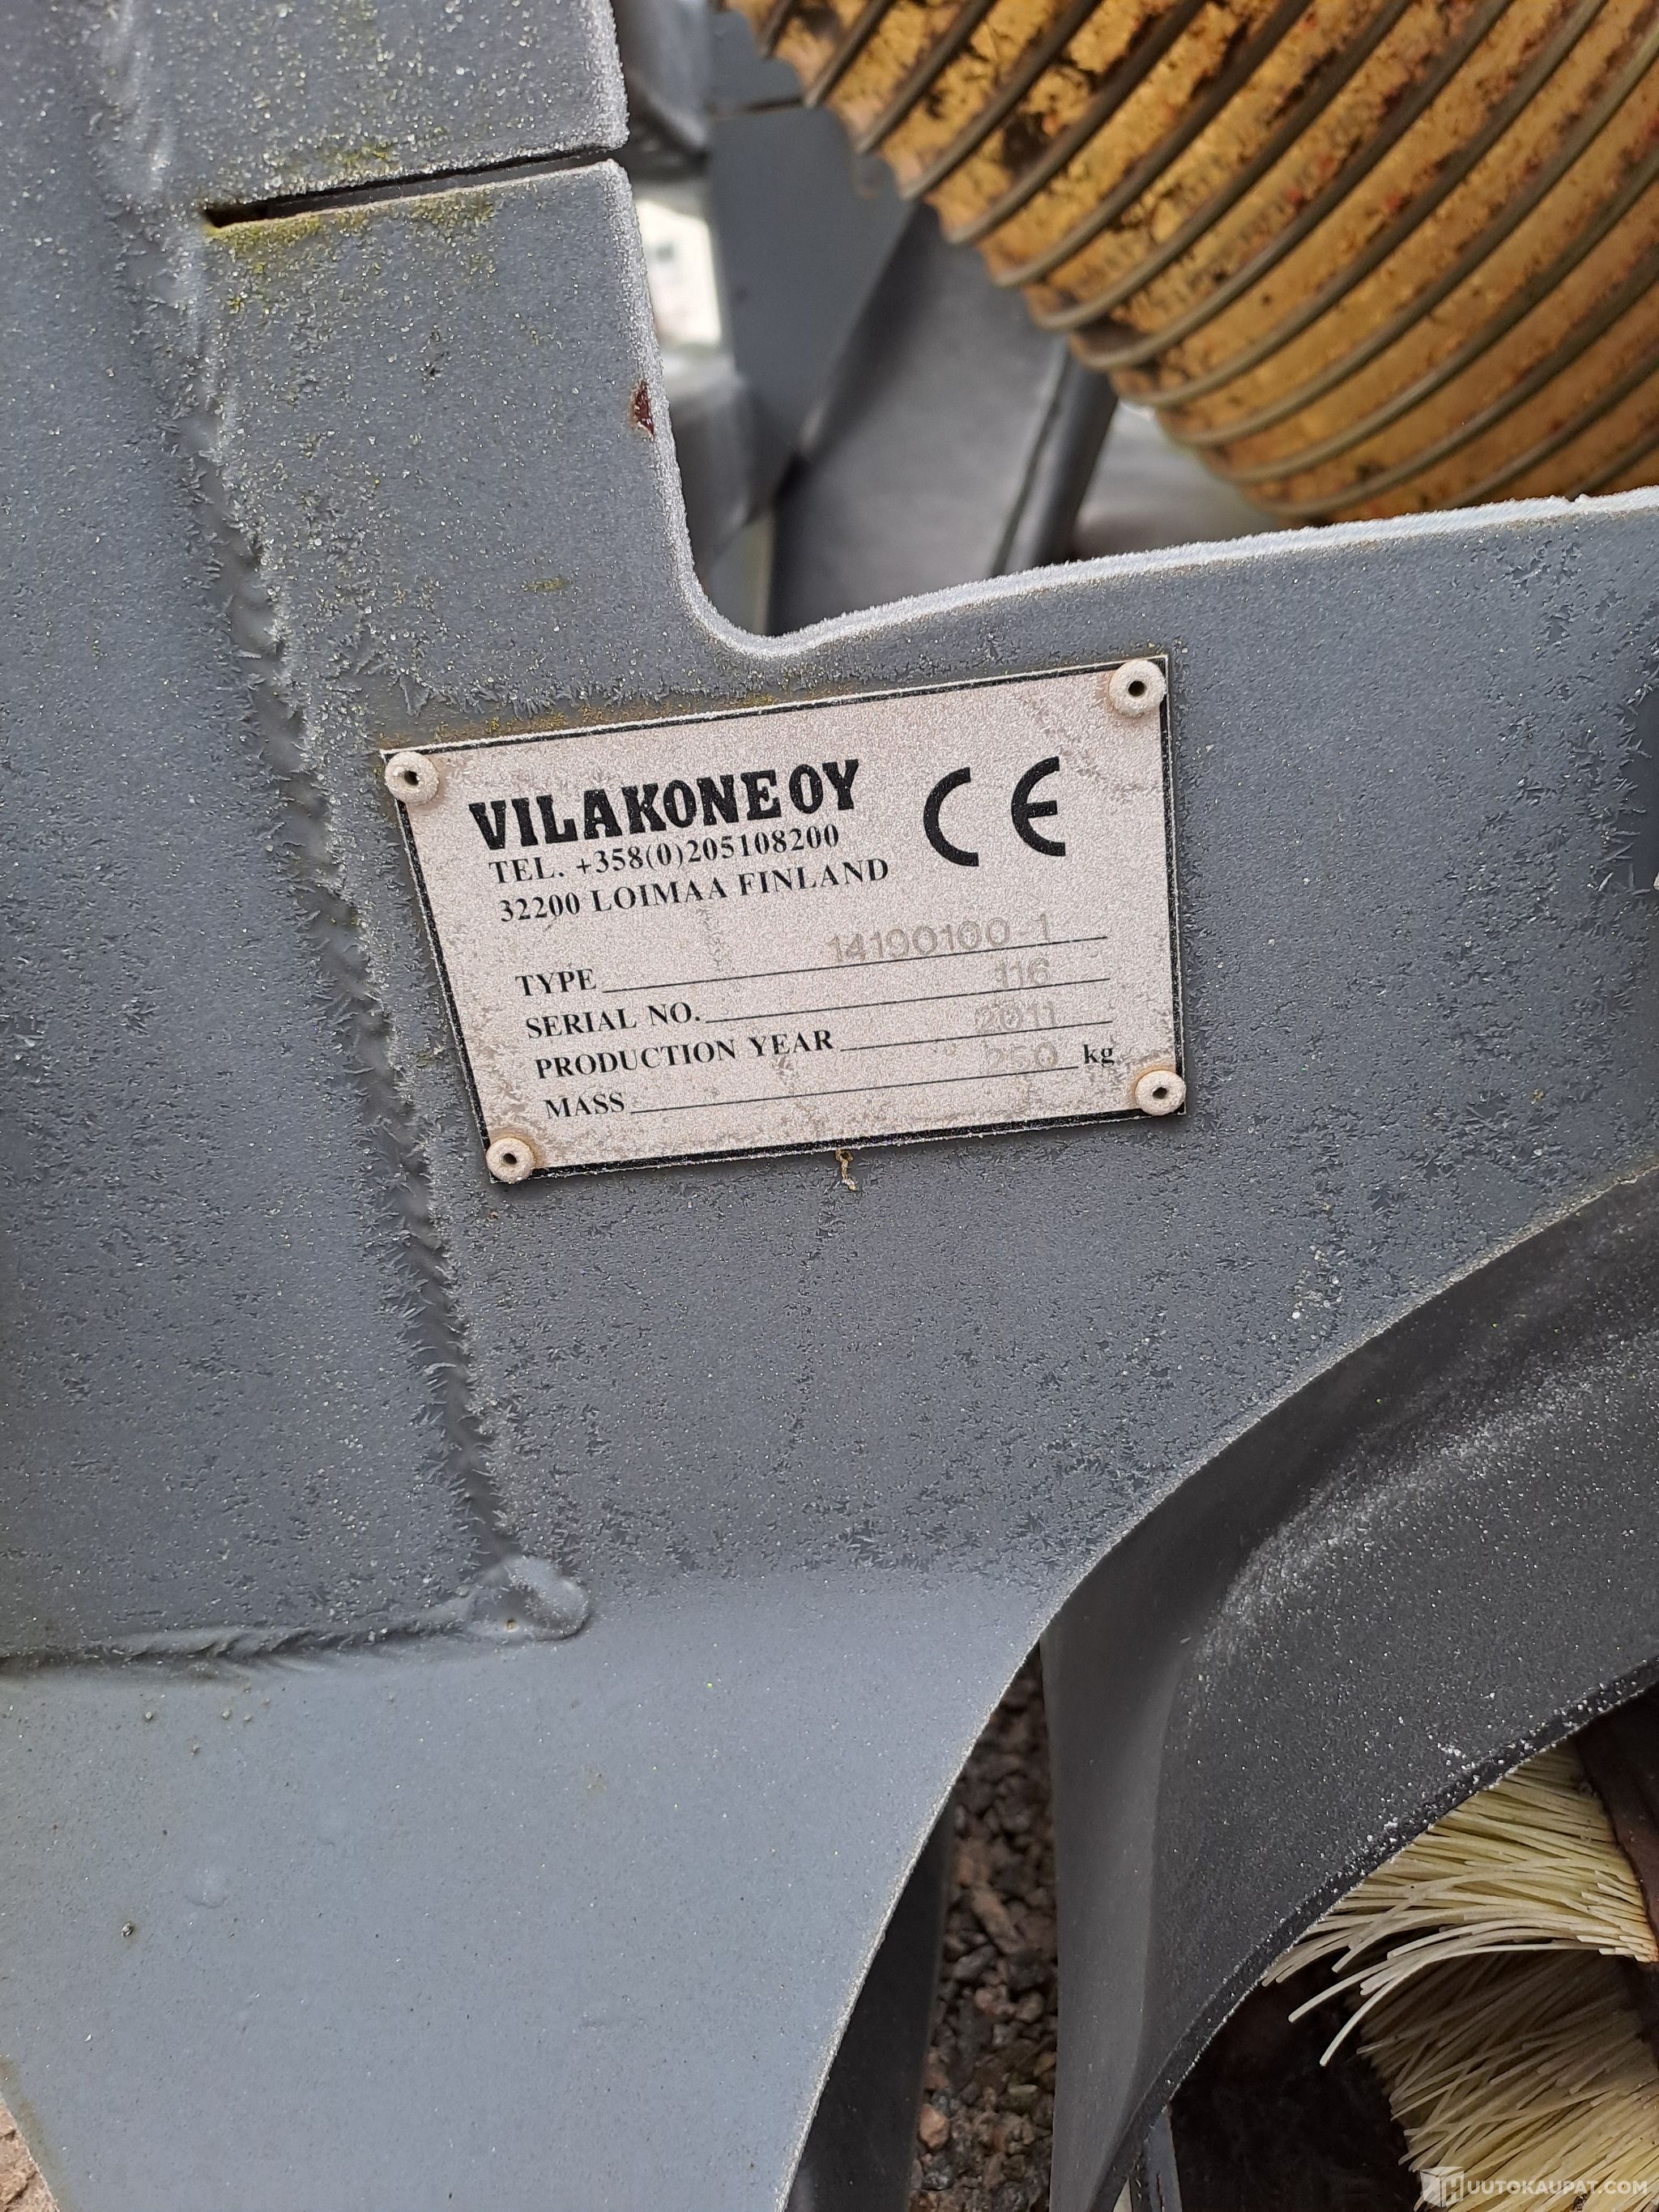 VILAKONE OY
TEL. +358(0)205108200
32200 LOIMAA FINLAND
CE
TYPE 14190100-1
SERIAL NO. 116
PRODUCTION YEAR 2011
MASS 250 kg
HUUTOKAUPAT.COM